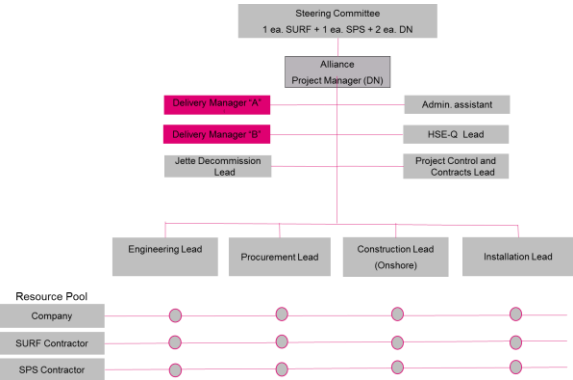 Steering Committee
1 ea. SURF + 1 ea. SPS + 2 ea. DN
Alliance
Project Manager (DN)
Delivery Manager "A"
Admin. assistant
Delivery Manager "B"
HSE-Q Lead
Jette Decommission
Lead
Project Control and
Contracts Lead
Engineering Lead
Procurement Lead
Construction Lead
(Onshore)
Installation Lead
Resource Pool
Company
SURF Contractor
SPS Contractor